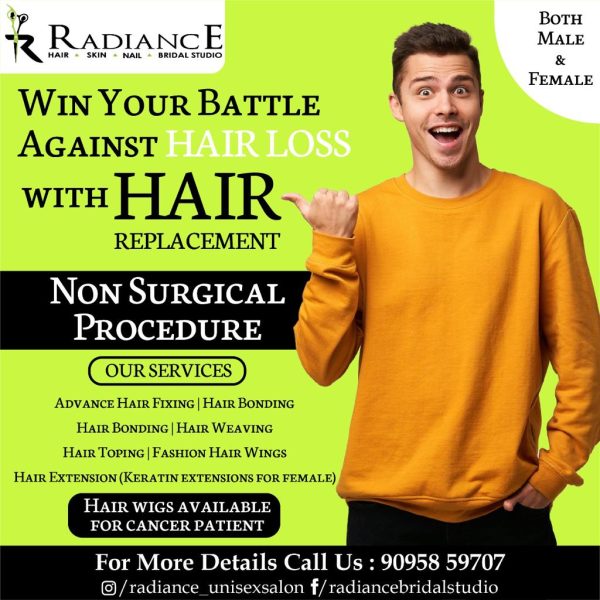 RADIANCE
HAIR SKIN NAIL BRIDAL STUDIO
BOTH
MALE
&
FEMALE
WIN YOUR BATTLE
AGAINST HAIR LOSS
WITH HAIR
REPLACEMENT
NON SURGICAL
PROCEDURE
OUR SERVICES
ADVANCE HAIR FIXING | HAIR BONDING
HAIR BONDING | HAIR WEAVING
HAIR TOPING | FASHION HAIR WINGS
HAIR EXTENSION (KERATIN EXTENSIONS FOR FEMALE)
HAIR WIGS AVAILABLE
FOR CANCER PATIENT
For More Details Call Us : 90958 59707
/radiance_unisexsalon f/radiancebridalstudio